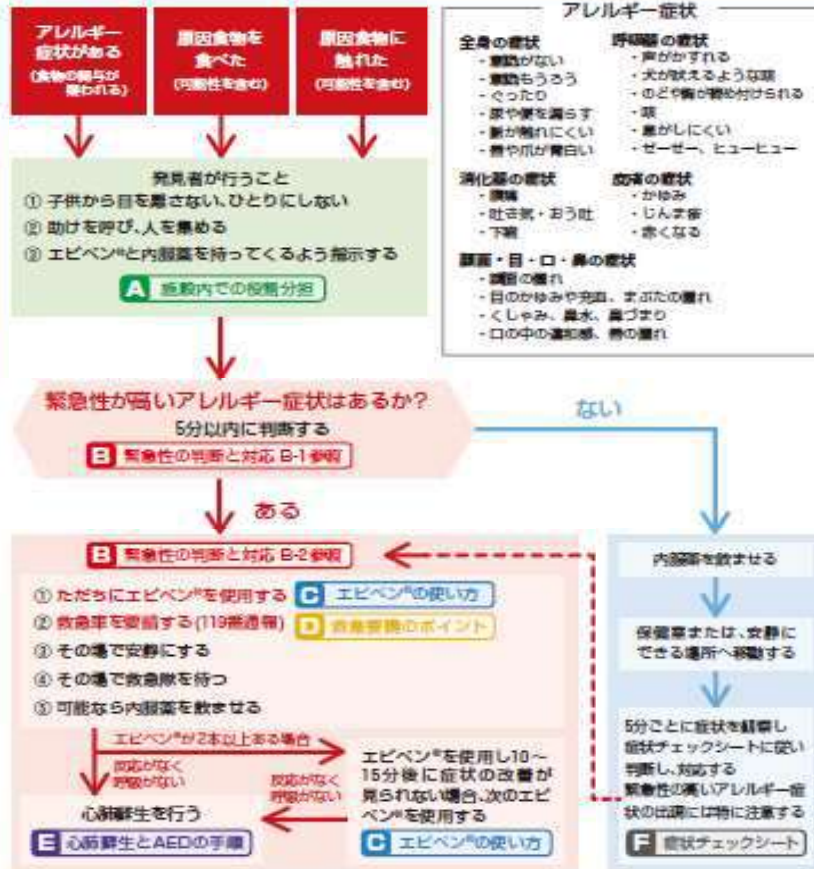 アレルギー
症状がある
(食物の関与が
疑われる)
原因食物を
食べた
(可能性を含む)
原因食物に
触れた
(可能性を含む)
発見者が行うこと
① 子供から目を離さない、ひとりにしない
② 助けを呼び、人を集める
③ エピペン®と内服薬を持ってくるよう指示する
A 施設内での役割分担
アレルギー症状
全身の症状
・意識がない
・意識もうろう
・ぐったり
・尿や便を漏らす
・脈が触れにくい
・唇や爪が青白い
呼吸器の症状
・声がかすれる
・犬が吠えるような咳
・のどや胸が締め付けられる
・咳
・息がしにくい
・ゼーゼー、ヒューヒュー
消化器の症状
・腹痛
・吐き気・おう吐
・下痢
皮膚の症状
・かゆみ
・じんま疹
・赤くなる
顔面・目・口・鼻の症状
・顔面の腫れ
・目のかゆみや充血、まぶたの腫れ
・くしゃみ、鼻水、鼻づまり
・口の中の違和感、唇の腫れ
緊急性が高いアレルギー症状はあるか?
5分以内に判断する
B 緊急性の判断と対応 B-1参照
ない
ある
B 緊急性の判断と対応 B-2参照
① ただちにエピペン®を使用する C エピペン®の使い方
② 救急車を要請する(119番通報) D 救急要請のポイント
③ その場で安静にする
④ その場で救急隊を待つ
⑤ 可能なら内服薬を飲ませる
エピペン®が2本以上ある場合
反応がなく
呼吸がない
反応がなく
呼吸がない
心肺蘇生を行う
E 心肺蘇生とAEDの手順
エピペン®を使用し10~
15分後に症状の改善が
見られない場合、次のエピ
ペン®を使用する
C エピペン®の使い方
内服薬を飲ませる
保健室または、安静に
できる場所へ移動する
5分ごとに症状を観察し
症状チェックシートに従い
判断し、対応する
緊急性の高いアレルギー症
状の出現には特に注意する
F 症状チェックシート